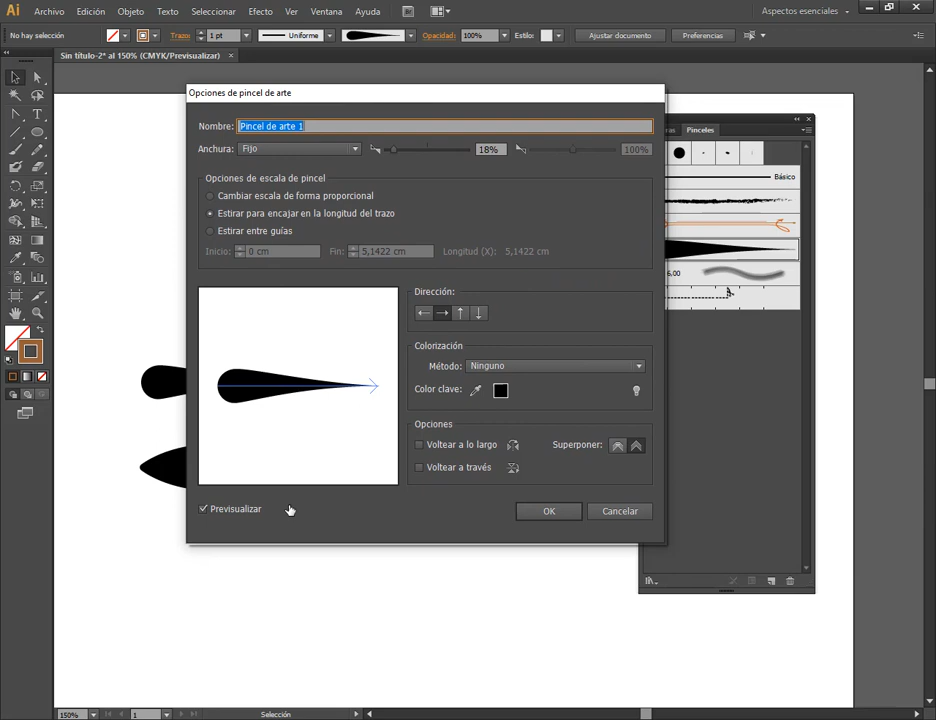 Ai Archivo Edición Objeto Texto Seleccionar Efecto Ver Ventana Ayuda Br Aspectos esenciales
No hay selección Trazo: 1 pt Uniforme Opacidad: 100% Estilo: Ajustar documento Preferencias
Sin título-2* al 150% (CMYK/Previsualizar) ×
Opciones de pincel de arte
Nombre: Pincel de arte 1
Pinceles
Anchura: Fijo 18% 100%
Básico
Opciones de escala de pincel
Cambiar escala de forma proporcional
Estirar para encajar en la longitud del trazo
Estirar entre guías
Inicio: 0 cm Fin: 5,1422 cm Longitud (X): 5,1422 cm
6.00
Dirección:
Colorización
Método: Ninguno
Color clave:
Opciones
Voltear a lo largo Superponer:
Voltear a través
Previsualizar OK Cancelar
150% 1 Selección